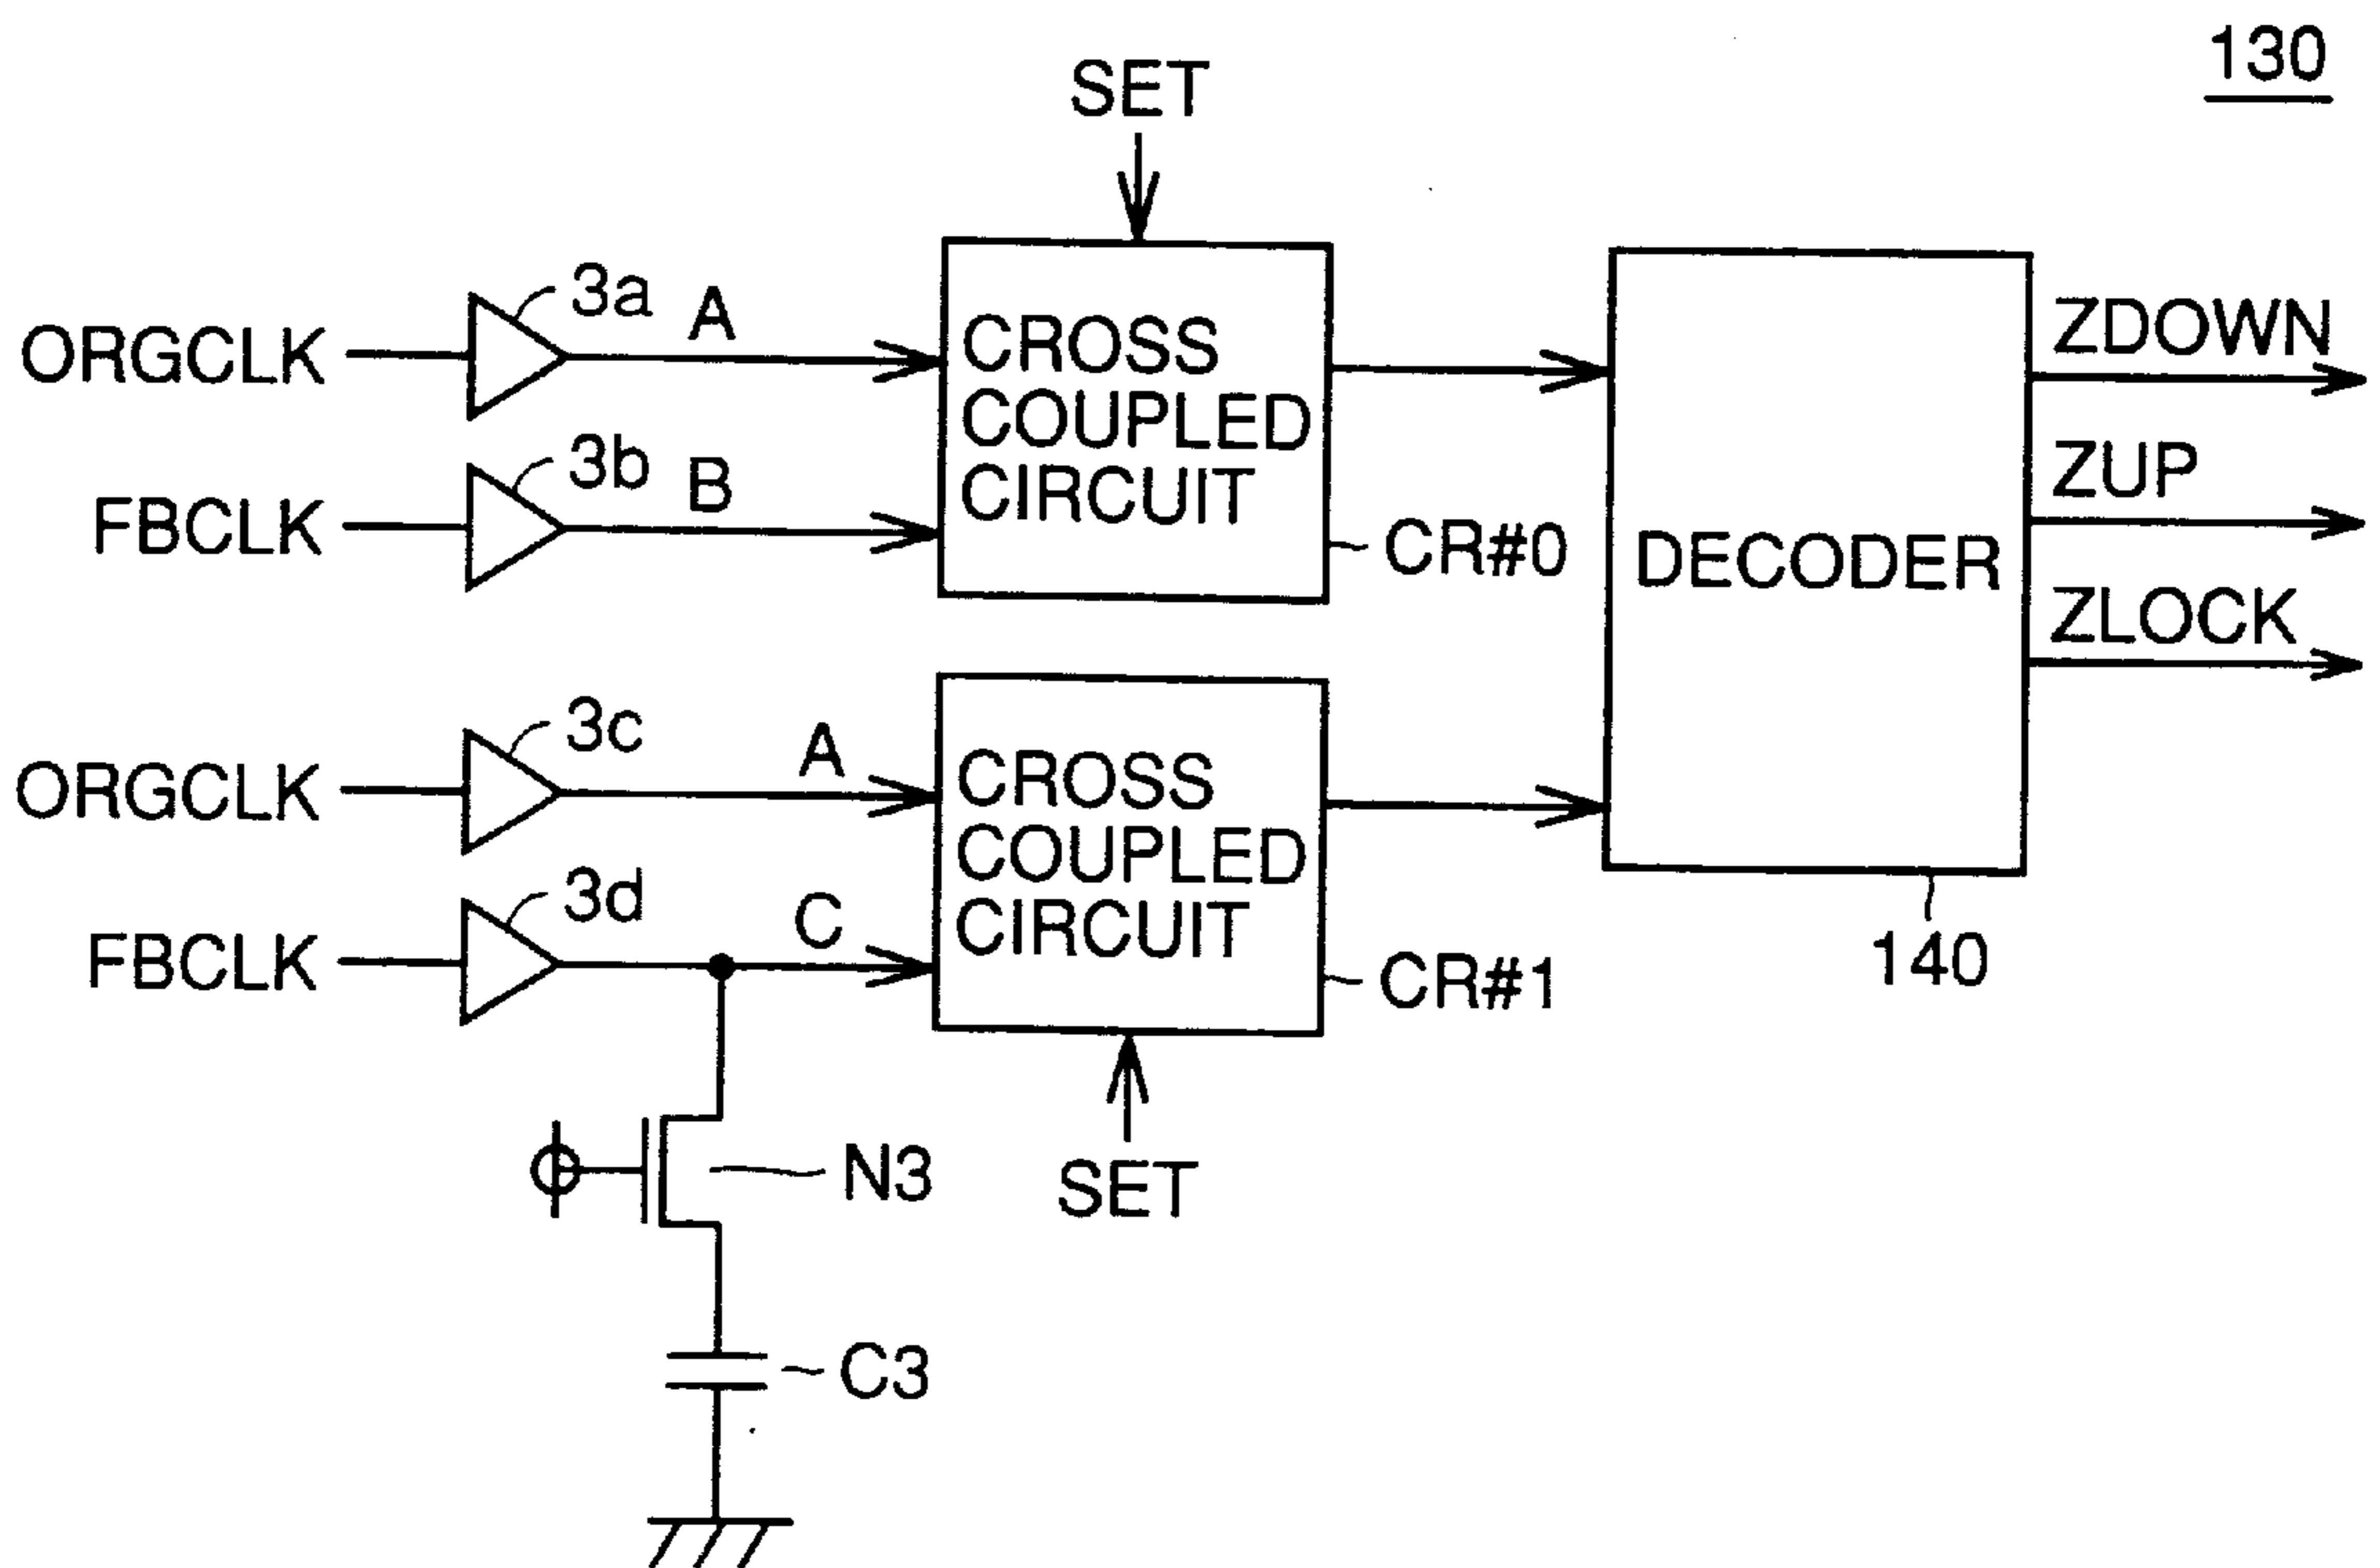 130
SET
3a
A
ORGCLK
ZDOWN
CROSS
COUPLED
CIRCUIT
3b
B
FBCLK
CR#0
ZUP
DECODER
ZLOCK
3c
A
ORGCLK
CROSS
COUPLED
CIRCUIT
3d
C
FBCLK
CR#1
140
N3
SET
C3